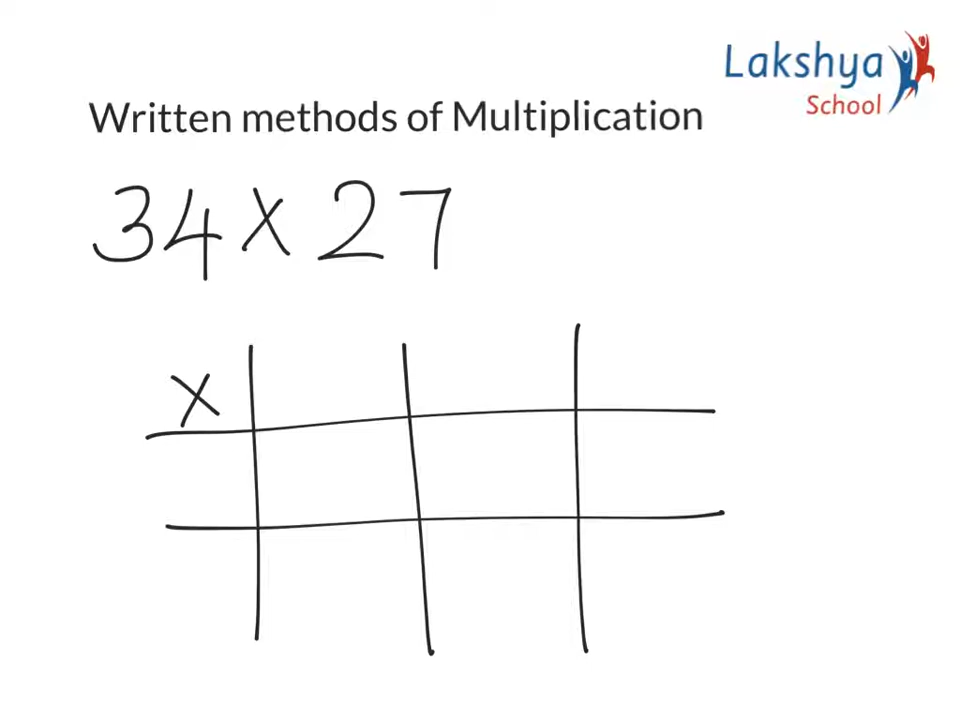 Lakshya
School
Written methods of Multiplication
34 x 27
x